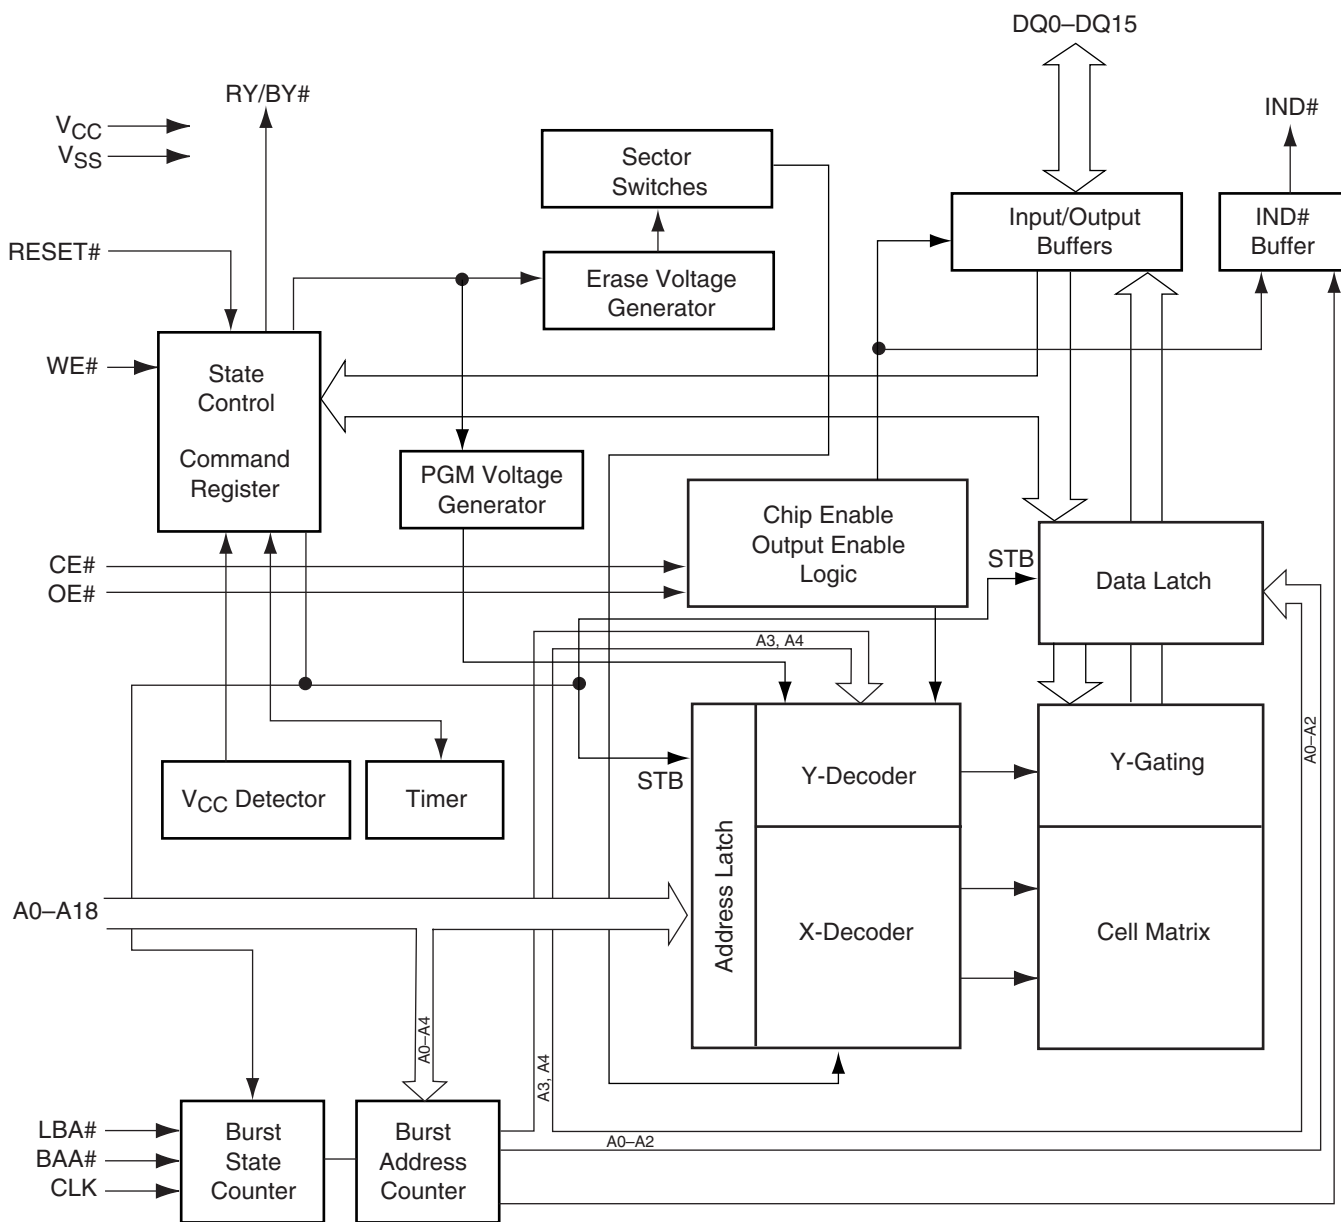 DQ0–DQ15
RY/BY#
IND#
VCC
VSS
Sector
Switches
Input/Output
Buffers
IND#
Buffer
RESET#
Erase Voltage
Generator
WE#
State
Control
Command
Register
PGM Voltage
Generator
Chip Enable
Output Enable
Logic
CE#
OE#
STB
Data Latch
A3, A4
A0–A2
STB
Y-Decoder
Y-Gating
VCC Detector
Timer
Address Latch
A0–A18
X-Decoder
Cell Matrix
A0–A4
A3, A4
LBA#
BAA#
CLK
Burst
State
Counter
Burst
Address
Counter
A0–A2